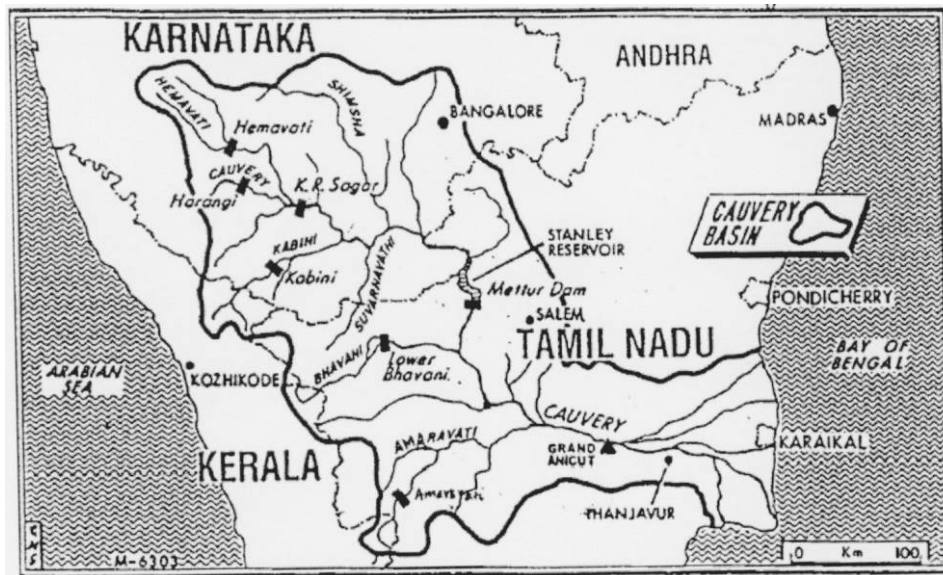 KARNATAKA
ANDHRA
HEMAVATI
SHIMSHA
BANGALORE
MADRAS
Hemavati
CAUVERY
Harangi
K.R. Sagar
CAUVERY
BASIN
STANLEY
RESERVOIR
KABINI
Kabini
SUVARNAVATHI
Mettur Dam
PONDICHERRY
SALEM
TAMIL NADU
BAY OF
BENGAL
ARABIAN
SEA
KOZHIKODE
BHAVANI
Lower
Bhavani
CAUVERY
KARAIKAL
AMARAVATI
GRAND
ANICUT
KERALA
Amaravati
THANJAVUR
M-6303
0 Km 100